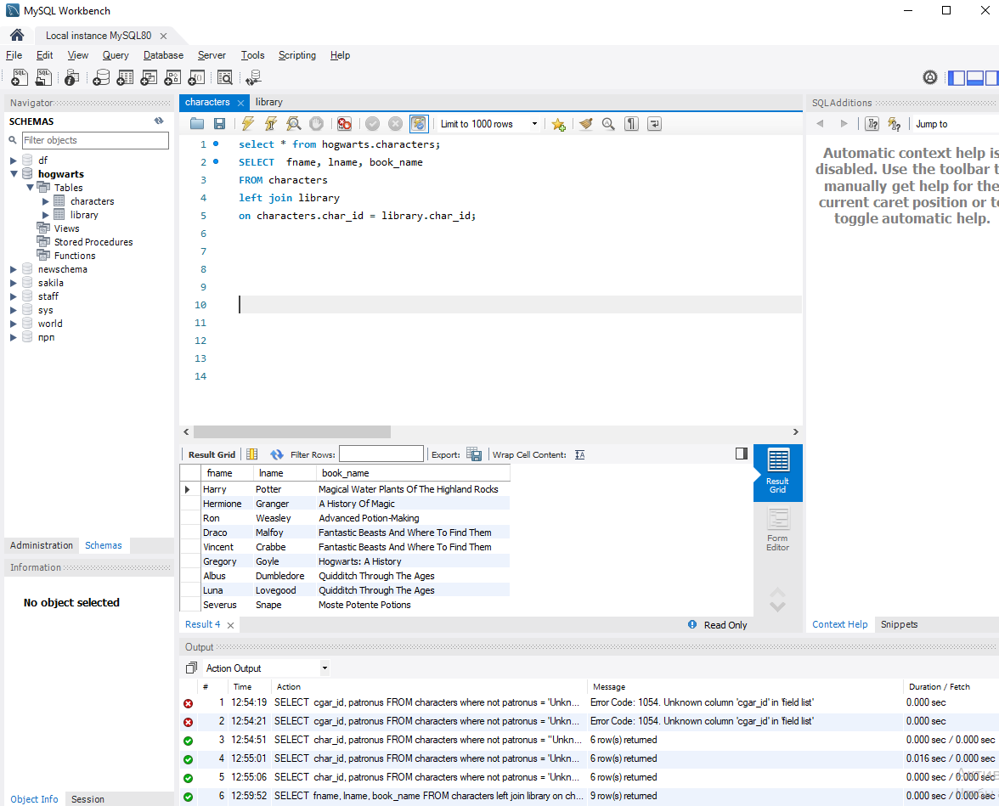 MySQL Workbench
Local instance MySQL80
File Edit View Query Database Server Tools Scripting Help
Navigator
SCHEMAS
Filter objects
df
hogwarts
Tables
characters
library
Views
Stored Procedures
Functions
newschema
sakila
staff
sys
world
прп
Administration Schemas
Information
No object selected
Object Info Session
characters library
Limit to 1000 rows
1 select * from hogwarts.characters;
2 SELECT fname, lname, book_name
3 FROM characters
4 left join library
5 on characters.char_id = library.char_id;
6
7
8
9
10
11
12
13
14
Result Grid Filter Rows: Export: Wrap Cell Content:
fname lname book_name
Harry Potter Magical Water Plants Of The Highland Rocks
Hermione Granger A History Of Magic
Ron Weasley Advanced Potion-Making
Draco Malfoy Fantastic Beasts And Where To Find Them
Vincent Crabbe Fantastic Beasts And Where To Find Them
Gregory Goyle Hogwarts: A History
Albus Dumbledore Quidditch Through The Ages
Luna Lovegood Quidditch Through The Ages
Severus Snape Moste Potente Potions
Result
Grid
Form
Editor
Result 4 Read Only
SQLAdditions
Jump to
Automatic context help is
disabled. Use the toolbar t
manually get help for the
current caret position or to
toggle automatic help.
Context Help Snippets
Output
Action Output
# Time Action Message Duration / Fetch
1 12:54:19 SELECT cgar_id, patronus FROM characters where not patronus = 'Unkn... Error Code: 1054. Unknown column 'cgar_id' in 'field list' 0.000 sec
2 12:54:21 SELECT cgar_id, patronus FROM characters where not patronus = 'Unkn... Error Code: 1054. Unknown column 'cgar_id' in 'field list' 0.000 sec
3 12:54:51 SELECT char_id, patronus FROM characters where not patronus = "Unkn... 6 row(s) returned 0.000 sec / 0.000 sec
4 12:55:01 SELECT char_id, patronus FROM characters where not patronus = 'Unkn... 6 row(s) returned 0.016 sec / 0.000 sec
5 12:55:06 SELECT char_id, patronus FROM characters where not patronus = 'Unkn... 6 row(s) returned 0.000 sec / 0.000 sec
6 12:59:52 SELECT fname, lname, book_name FROM characters left join library on ch... 9 row(s) returned 0.000 sec / 0.000 sec